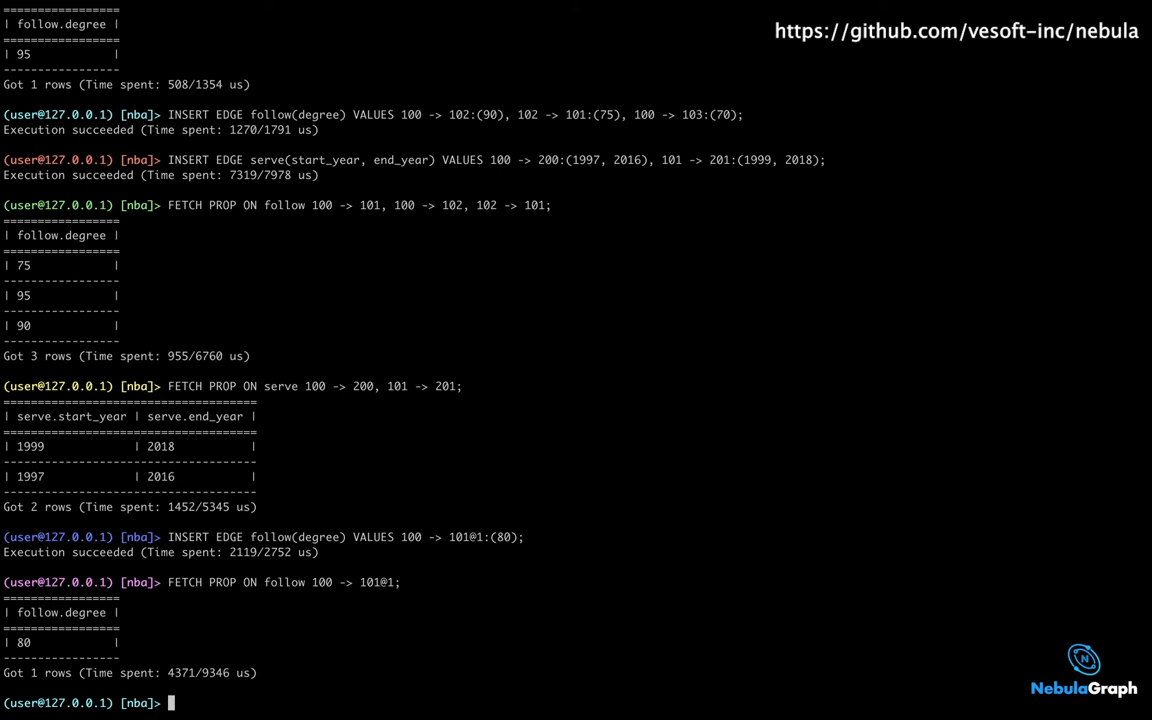 =================
| follow.degree |
=================
| 95            |
-----------------
Got 1 rows (Time spent: 508/1354 us)
https://github.com/vesoft-inc/nebula
(user@127.0.0.1) [nba]> INSERT EDGE follow(degree) VALUES 100 -> 102:(90), 102 -> 101:(75), 100 -> 103:(70);
Execution succeeded (Time spent: 1270/1791 us)
(user@127.0.0.1) [nba]> INSERT EDGE serve(start_year, end_year) VALUES 100 -> 200:(1997, 2016), 101 -> 201:(1999, 2018);
Execution succeeded (Time spent: 7319/7978 us)
(user@127.0.0.1) [nba]> FETCH PROP ON follow 100 -> 101, 100 -> 102, 102 -> 101;
=================
| follow.degree |
=================
| 75            |
-----------------
| 95            |
-----------------
| 90            |
-----------------
Got 3 rows (Time spent: 955/6760 us)
(user@127.0.0.1) [nba]> FETCH PROP ON serve 100 -> 200, 101 -> 201;
=====================================
| serve.start_year | serve.end_year |
=====================================
| 1999             | 2018           |
-------------------------------------
| 1997             | 2016           |
-------------------------------------
Got 2 rows (Time spent: 1452/5345 us)
(user@127.0.0.1) [nba]> INSERT EDGE follow(degree) VALUES 100 -> 101@1:(80);
Execution succeeded (Time spent: 2119/2752 us)
(user@127.0.0.1) [nba]> FETCH PROP ON follow 100 -> 101@1;
=================
| follow.degree |
=================
| 80            |
-----------------
Got 1 rows (Time spent: 4371/9346 us)
(user@127.0.0.1) [nba]>
N
NebulaGraph